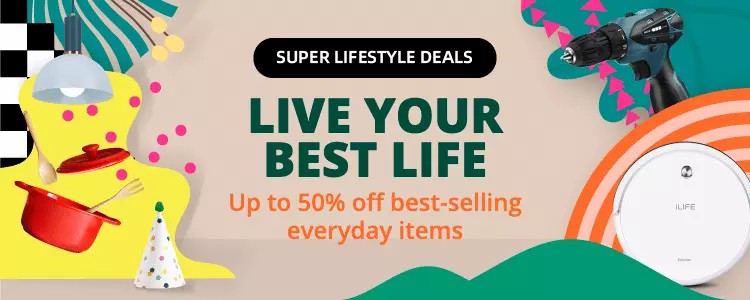 SUPER LIFESTYLE DEALS
LIVE YOUR
BEST LIFE
Up to 50% off best-selling
everyday items
ILIFE